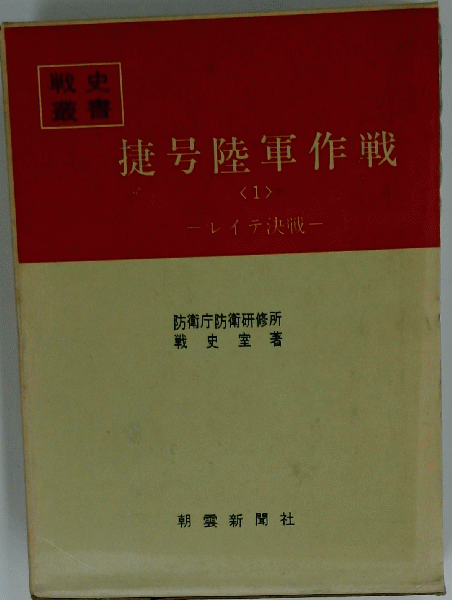 戦史
叢書
捷号陸軍作戦
〈1〉
―レイテ決戦―
防衛庁防衛研修所
戦史室著
朝雲新聞社